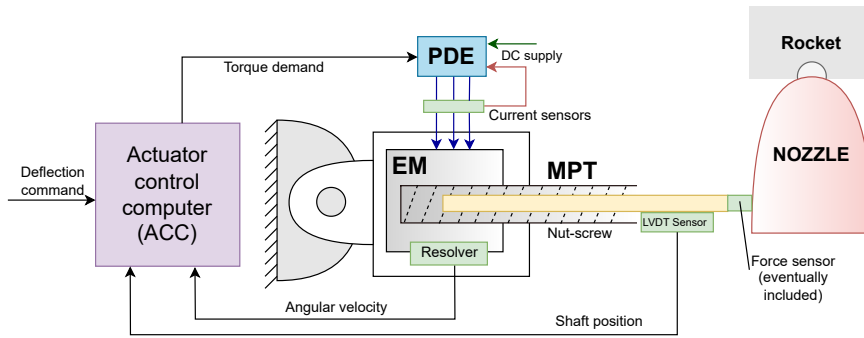 Rocket
PDE
DC supply
Torque demand
Current sensors
Actuator
control
computer
(ACC)
Deflection
command
EM
MPT
NOZZLE
LVDT Sensor
Nut-screw
Resolver
Force sensor
(eventually
included)
Angular velocity
Shaft position